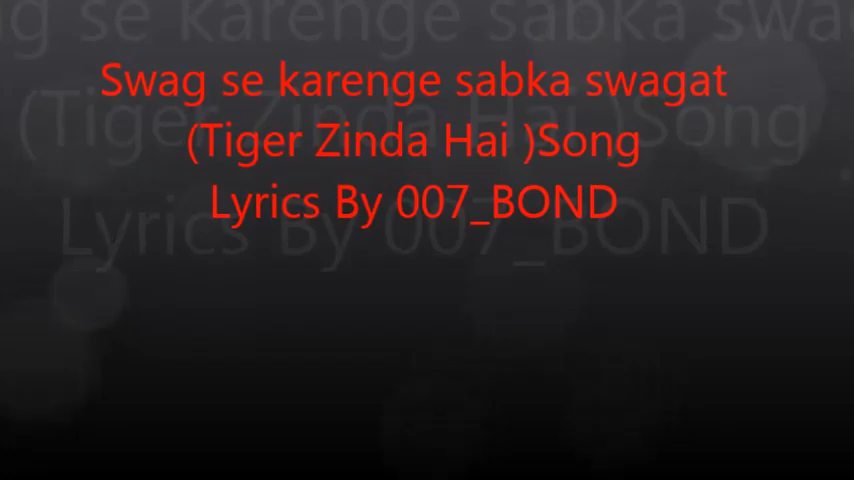 Swag se karenge sabka swagat
(Tiger Zinda Hai )Song
Lyrics By 007_BOND